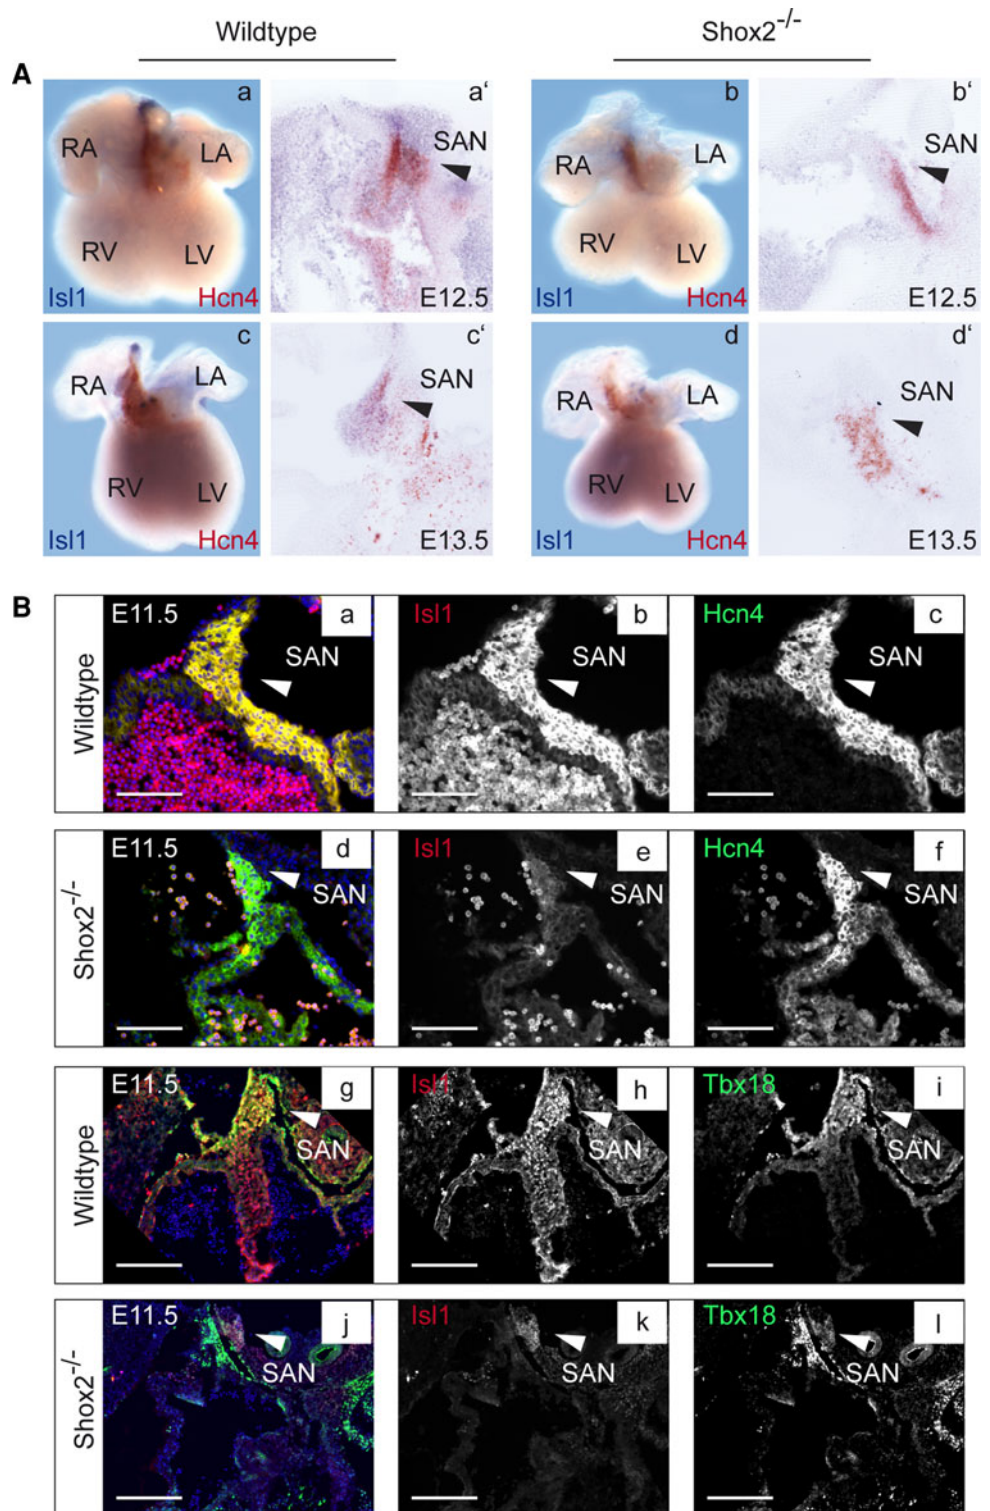 Wildtype
Shox2-/-
A
a
RA
LA
RV
LV
Isl1
Hcn4
a'
SAN
E12.5
b
RA
LA
RV
LV
Isl1
Hcn4
b'
SAN
E12.5
c
RA
LA
RV
LV
Isl1
Hcn4
c'
SAN
E13.5
d
RA
LA
RV
LV
Isl1
Hcn4
d'
SAN
E13.5
B
Wildtype
E11.5
a
SAN
Isl1
b
SAN
Hcn4
c
SAN
Shox2-/-
E11.5
d
SAN
Isl1
e
SAN
Hcn4
f
SAN
Wildtype
E11.5
g
SAN
Isl1
h
SAN
Tbx18
i
SAN
Shox2-/-
E11.5
j
SAN
Isl1
k
SAN
Tbx18
l
SAN